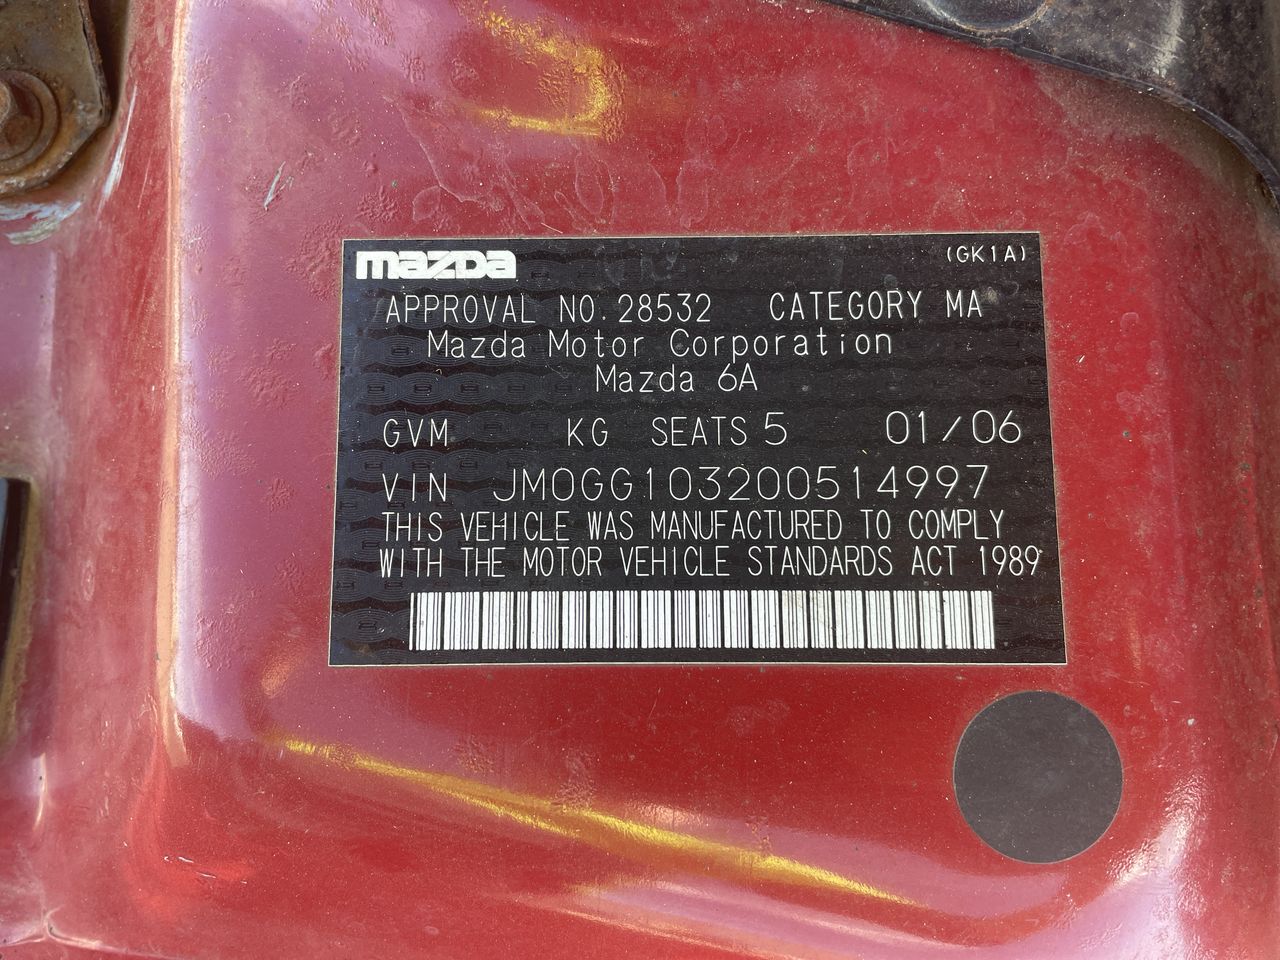 mazda (GK1A)
APPROVAL NO. 28532 CATEGORY MA
Mazda Motor Corporation
Mazda 6A
GVM KG SEATS 5 01/06
VIN JM0GG103200514997
THIS VEHICLE WAS MANUFACTURED TO COMPLY
WITH THE MOTOR VEHICLE STANDARDS ACT 1989